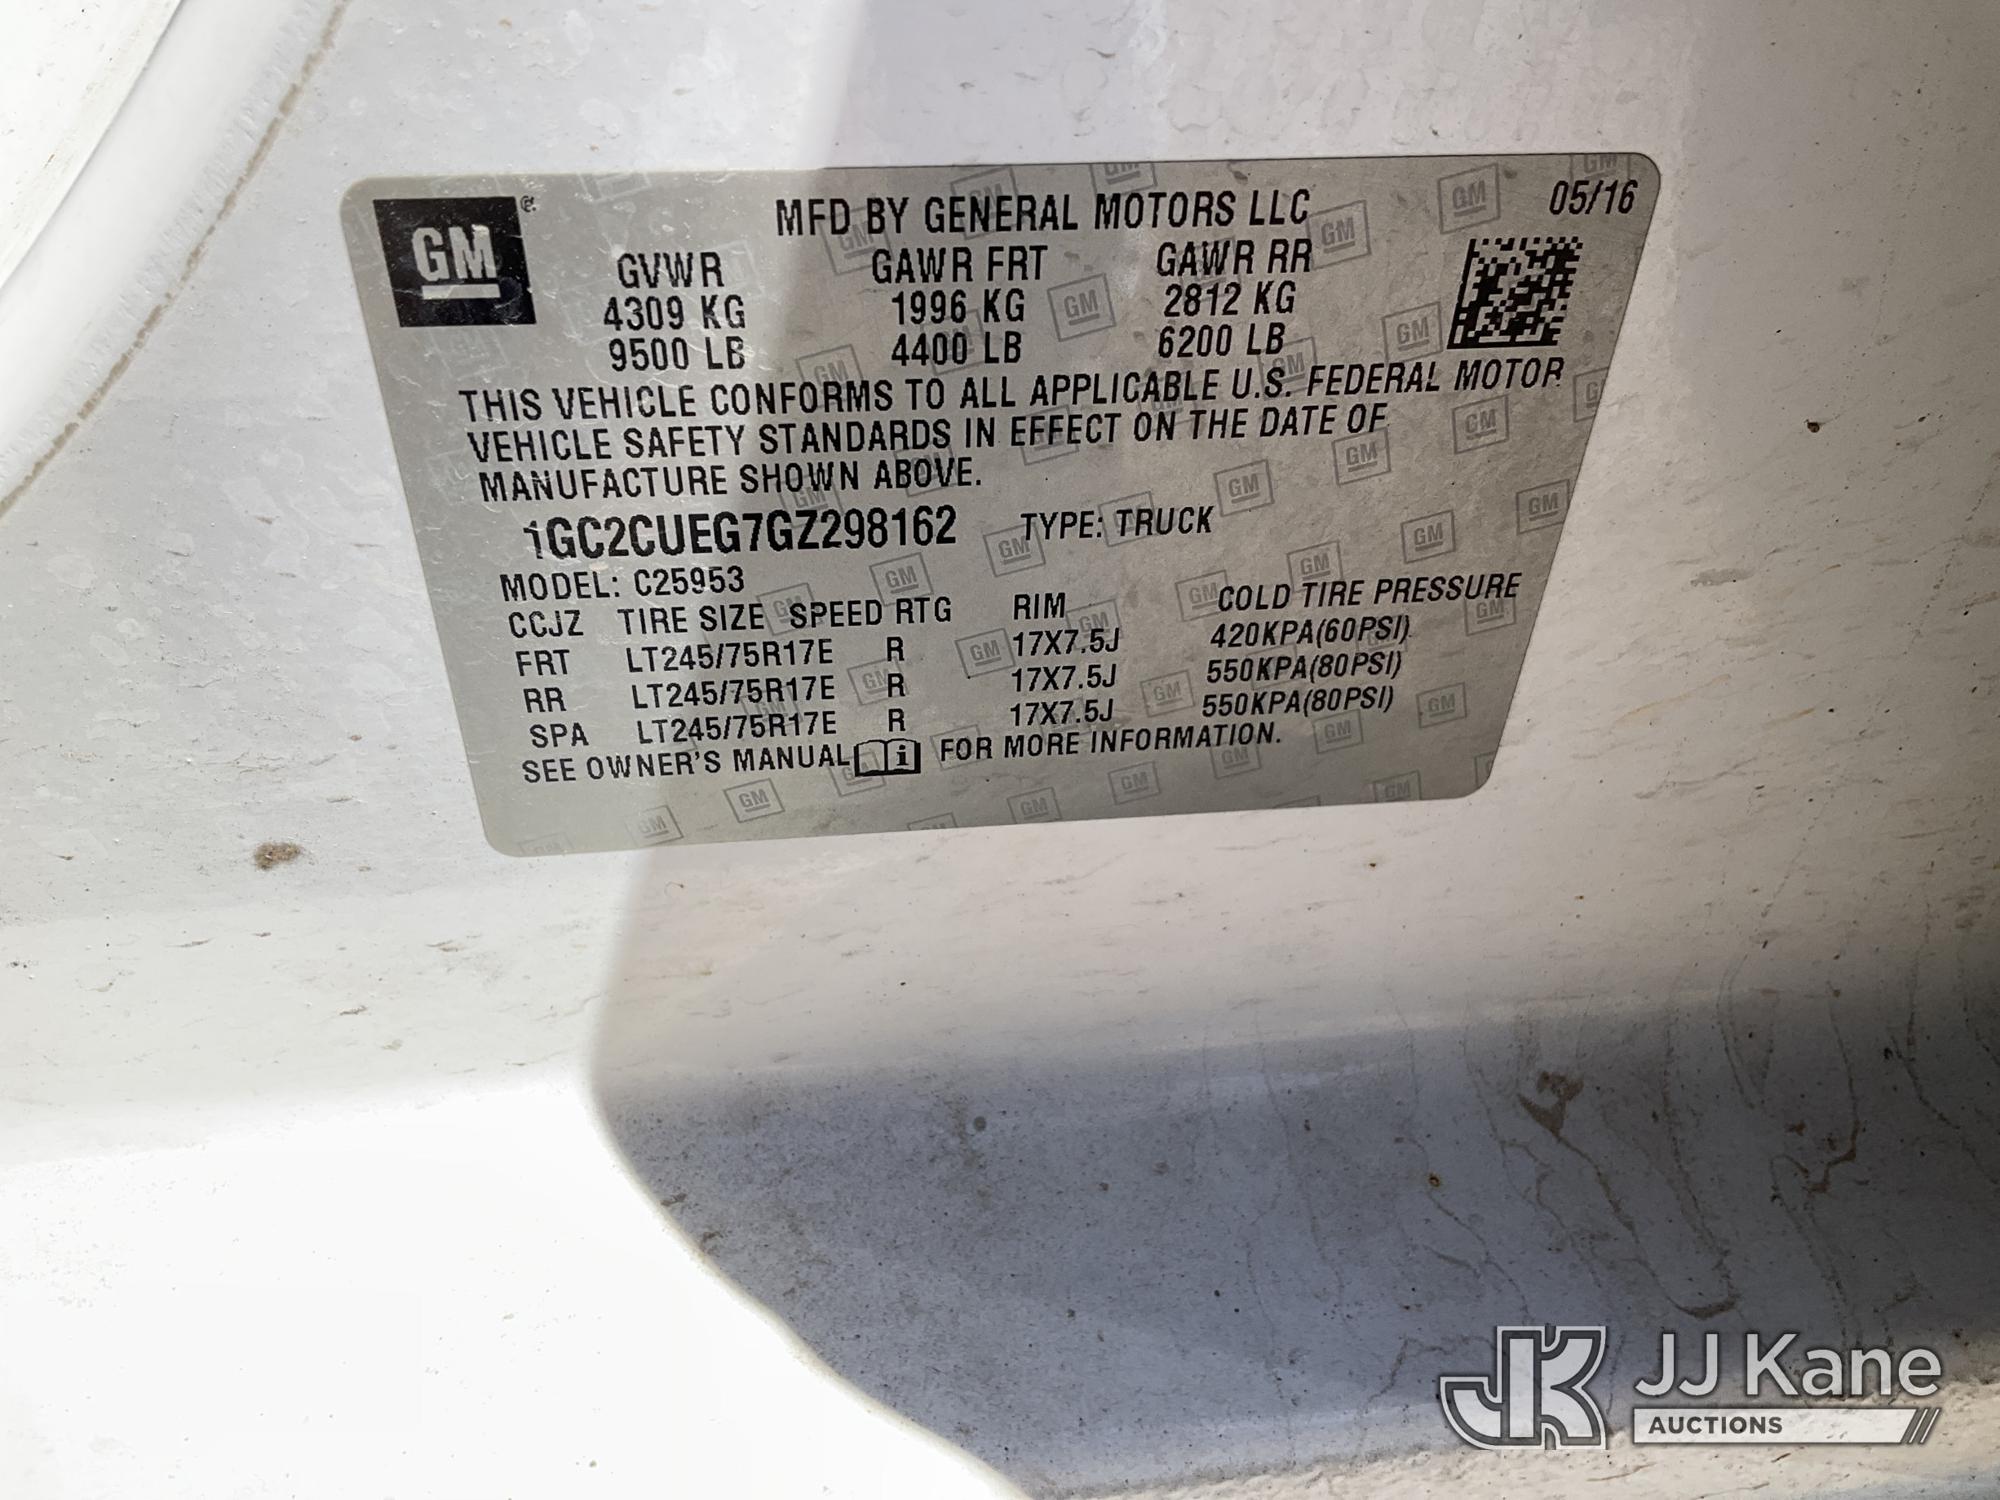 GM
MFD BY GENERAL MOTORS LLC 05/16
GVWR GAWR FRT GAWR RR
4309 KG 1996 KG 2812 KG
9500 LB 4400 LB 6200 LB
THIS VEHICLE CONFORMS TO ALL APPLICABLE U.S. FEDERAL MOTOR
VEHICLE SAFETY STANDARDS IN EFFECT ON THE DATE OF
MANUFACTURE SHOWN ABOVE.
1GC2CUEG7GZ298162 TYPE: TRUCK
MODEL: C25953
CCJZ TIRE SIZE SPEED RTG RIM COLD TIRE PRESSURE
FRT LT245/75R17E R 17X7.5J 420KPA(60PSI)
RR LT245/75R17E R 17X7.5J 550KPA(80PSI)
SPA LT245/75R17E R 17X7.5J 550KPA(80PSI)
SEE OWNER'S MANUAL i FOR MORE INFORMATION.
JK JJ Kane
AUCTIONS